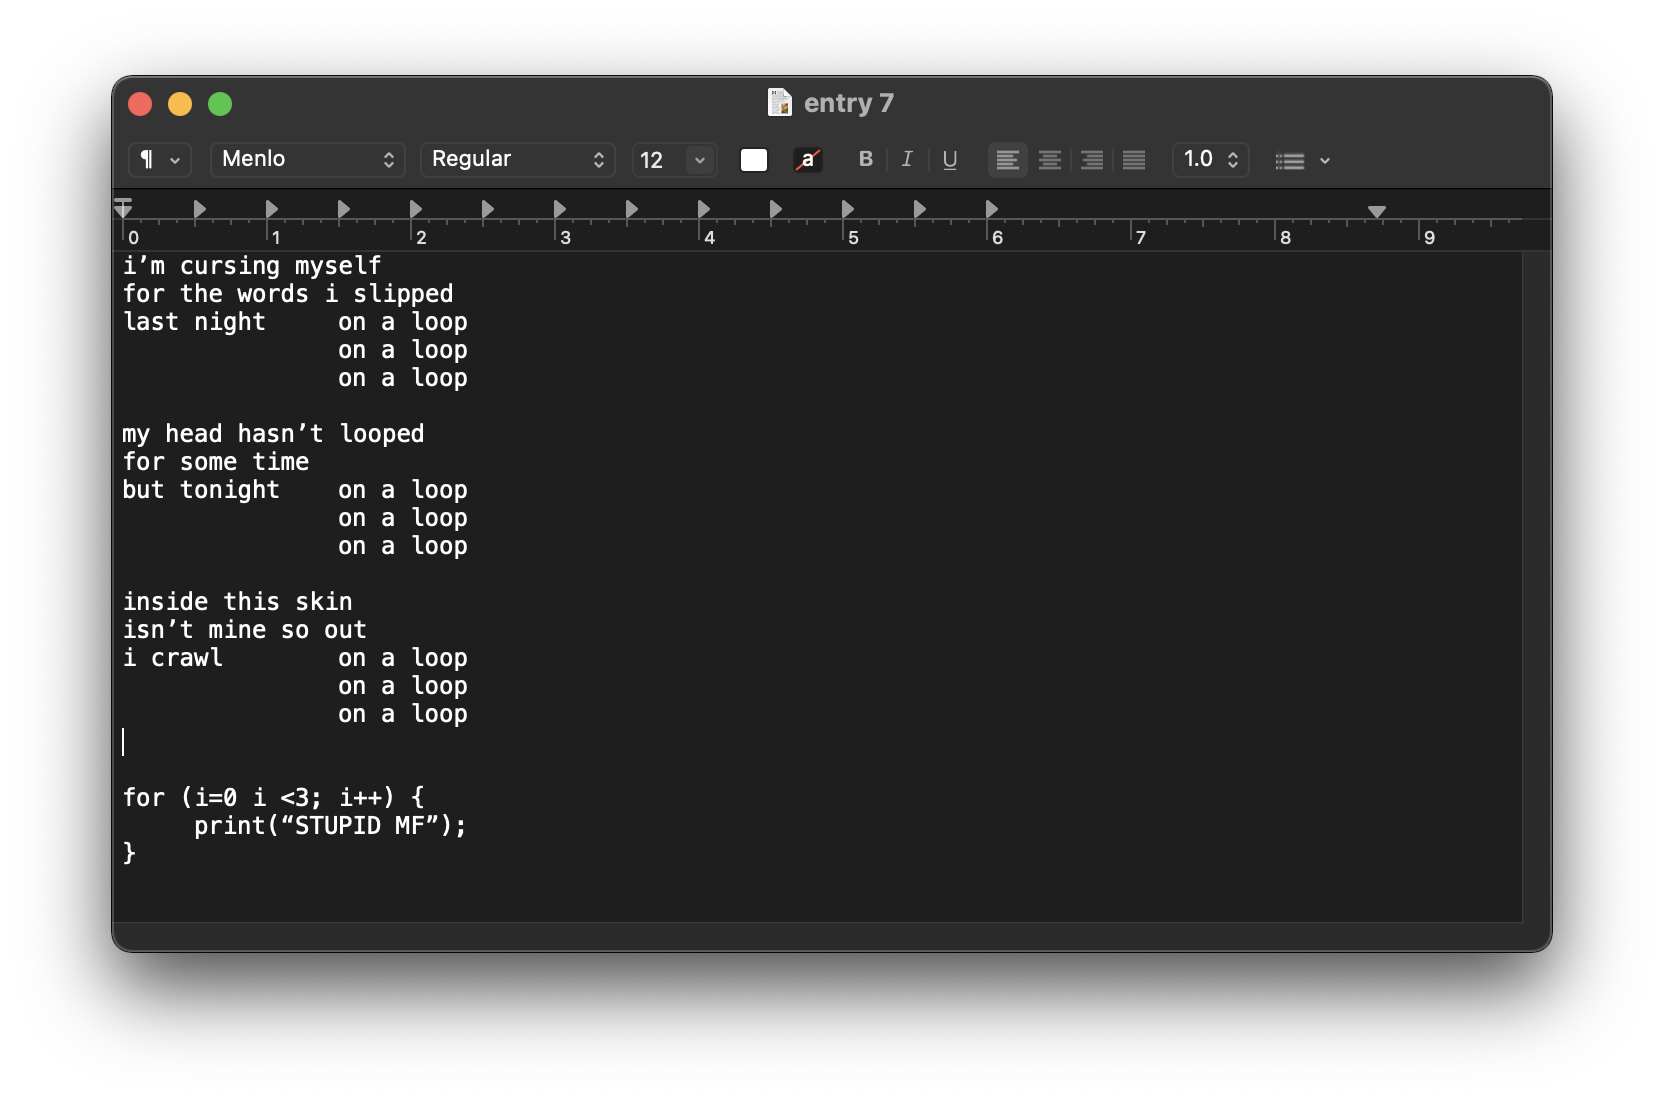 entry 7
¶ Menlo Regular 12 a B I U 1.0
0 1 2 3 4 5 6 7 8 9
i’m cursing myself
for the words i slipped
last night     on a loop
               on a loop
               on a loop

my head hasn’t looped
for some time
but tonight    on a loop
               on a loop
               on a loop

inside this skin
isn’t mine so out
i crawl        on a loop
               on a loop
               on a loop

for (i=0 i <3; i++) {
     print(“STUPID MF”);
}